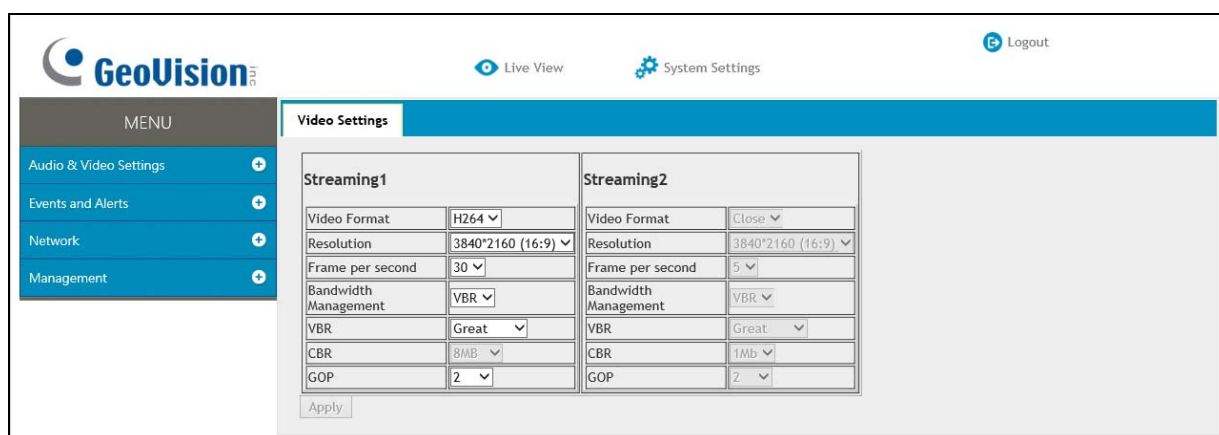 GeoVision inc
Live View
System Settings
Logout
MENU
Video Settings
Audio & Video Settings
Events and Alerts
Network
Management
Streaming1
Streaming2
Video Format H264 Video Format Close
Resolution 3840*2160 (16:9) Resolution 3840*2160 (16:9)
Frame per second 30 Frame per second 5
Bandwidth
Management VBR
Bandwidth
Management VBR
VBR Great VBR Great
CBR 8MB CBR 1Mb
GOP 2 GOP 2
Apply